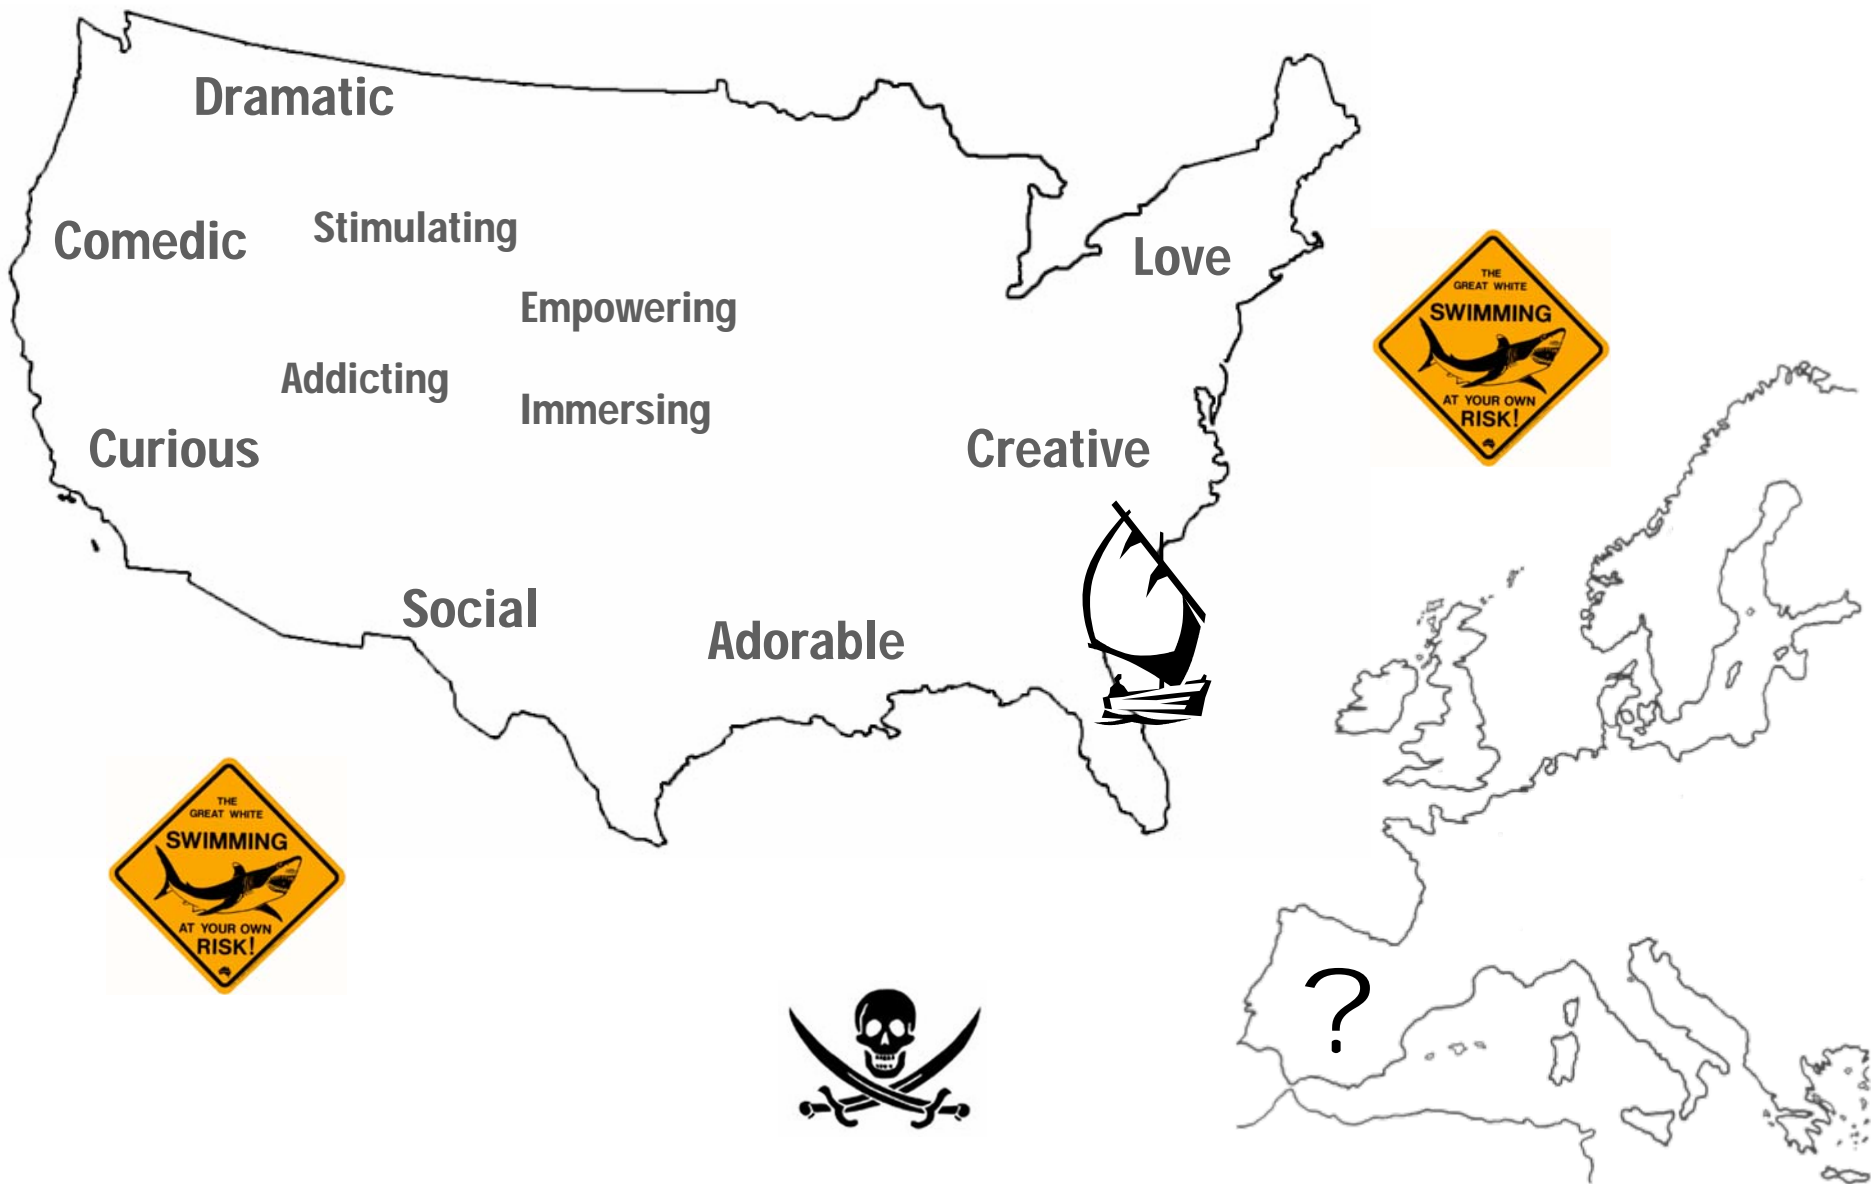 Dramatic
Comedic
Stimulating
Love
Empowering
Addicting
Immersing
Curious
Creative
Social
Adorable
THE
GREAT WHITE
SWIMMING
AT YOUR OWN
RISK!
THE
GREAT WHITE
SWIMMING
AT YOUR OWN
RISK!
?